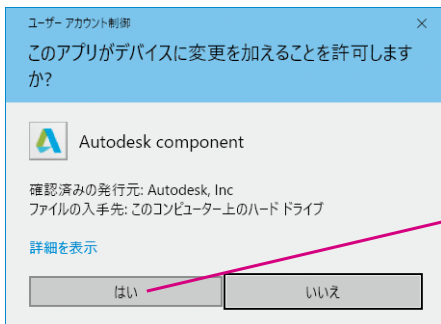 ユーザー アカウント制御
このアプリがデバイスに変更を加えることを許可します
か?
Autodesk component
確認済みの発行元: Autodesk, Inc
ファイルの入手先: このコンピューター上のハード ドライブ
詳細を表示
はい
いいえ